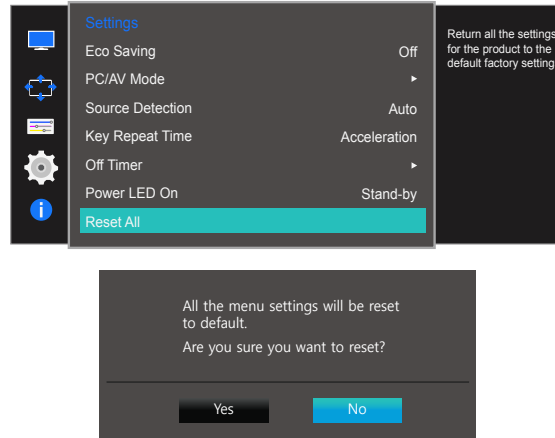 Settings
Eco Saving Off
PC/AV Mode
Source Detection Auto
Key Repeat Time Acceleration
Off Timer
Power LED On Stand-by
Reset All
Return all the settings
for the product to the
default factory setting
All the menu settings will be reset
to default.
Are you sure you want to reset?
Yes No